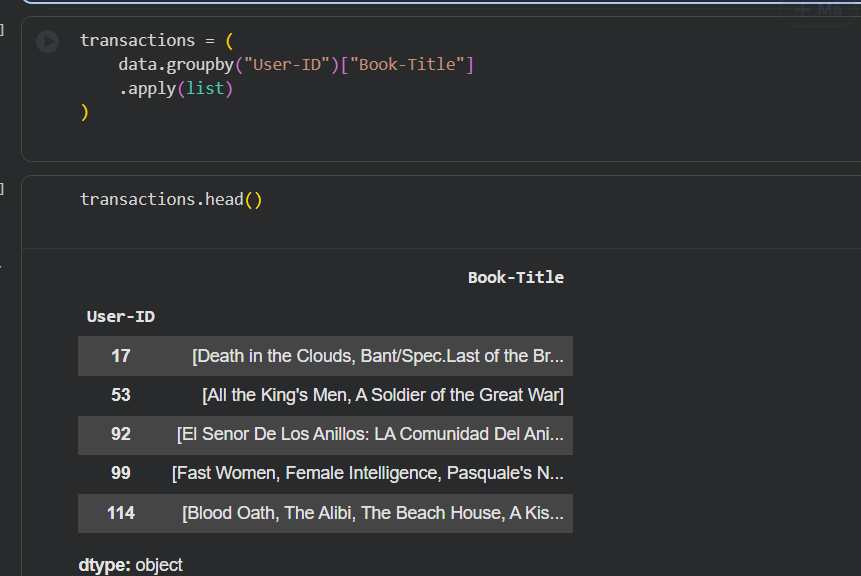 transactions = (
data.groupby("User-ID")["Book-Title"]
.apply(list)
)
]
transactions.head()
Book-Title
User-ID
17 [Death in the Clouds, Bant/Spec.Last of the Br...
53 [All the King's Men, A Soldier of the Great War]
92 [El Senor De Los Anillos: LA Comunidad Del Ani...
99 [Fast Women, Female Intelligence, Pasquale's N...
114 [Blood Oath, The Alibi, The Beach House, A Kis...
dtype: object